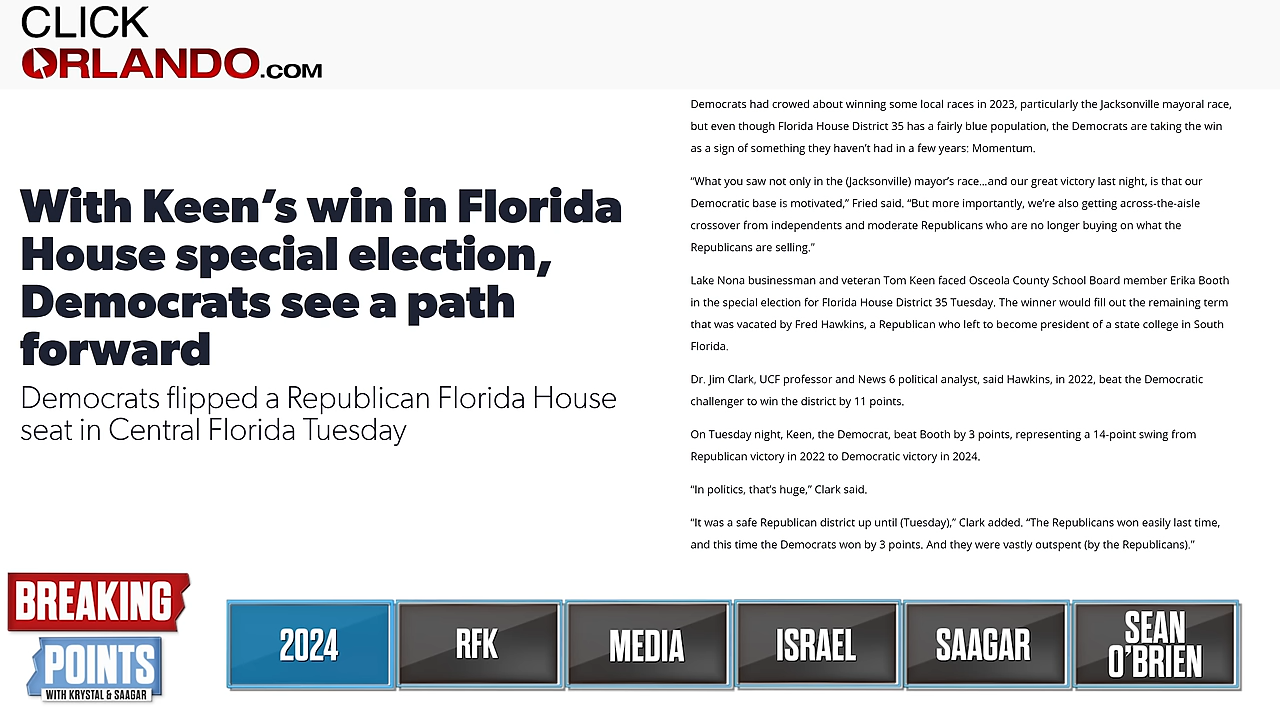 CLICK
ORLANDO.COM
With Keen’s win in Florida
House special election,
Democrats see a path
forward
Democrats flipped a Republican Florida House
seat in Central Florida Tuesday
Democrats had crowed about winning some local races in 2023, particularly the Jacksonville mayoral race,
but even though Florida House District 35 has a fairly blue population, the Democrats are taking the win
as a sign of something they haven’t had in a few years: Momentum.
“What you saw not only in the (Jacksonville) mayor’s race…and our great victory last night, is that our
Democratic base is motivated,” Fried said. “But more importantly, we’re also getting across-the-aisle
crossover from independents and moderate Republicans who are no longer buying on what the
Republicans are selling.”
Lake Nona businessman and veteran Tom Keen faced Osceola County School Board member Erika Booth
in the special election for Florida House District 35 Tuesday. The winner would fill out the remaining term
that was vacated by Fred Hawkins, a Republican who left to become president of a state college in South
Florida.
Dr. Jim Clark, UCF professor and News 6 political analyst, said Hawkins, in 2022, beat the Democratic
challenger to win the district by 11 points.
On Tuesday night, Keen, the Democrat, beat Booth by 3 points, representing a 14-point swing from
Republican victory in 2022 to Democratic victory in 2024.
“In politics, that’s huge,” Clark said.
“It was a safe Republican district up until (Tuesday),” Clark added. “The Republicans won easily last time,
and this time the Democrats won by 3 points. And they were vastly outspent (by the Republicans).”
BREAKING
POINTS
WITH KRYSTAL & SAAGAR
2024
RFK
MEDIA
ISRAEL
SAAGAR
SEAN
O’BRIEN